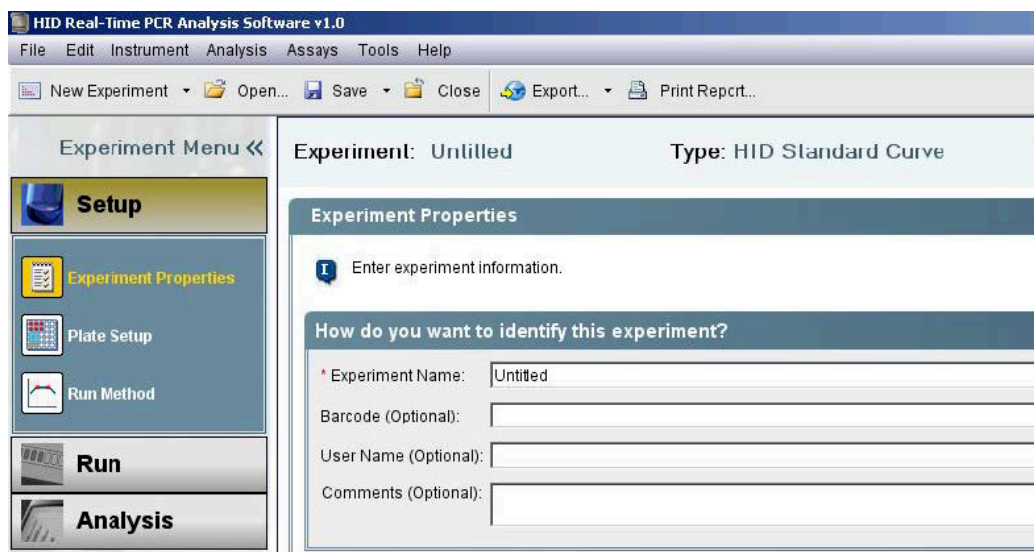 HID Real-Time PCR Analysis Software v1.0
File Edit Instrument Analysis Assays Tools Help
New Experiment Open... Save Close Export... Print Report...
Experiment Menu «
Experiment: Untitled Type: HID Standard Curve
Setup
Experiment Properties
Plate Setup
Run Method
Run
Analysis
Experiment Properties
Enter experiment information.
How do you want to identify this experiment?
* Experiment Name: Untitled
Barcode (Optional):
User Name (Optional):
Comments (Optional):